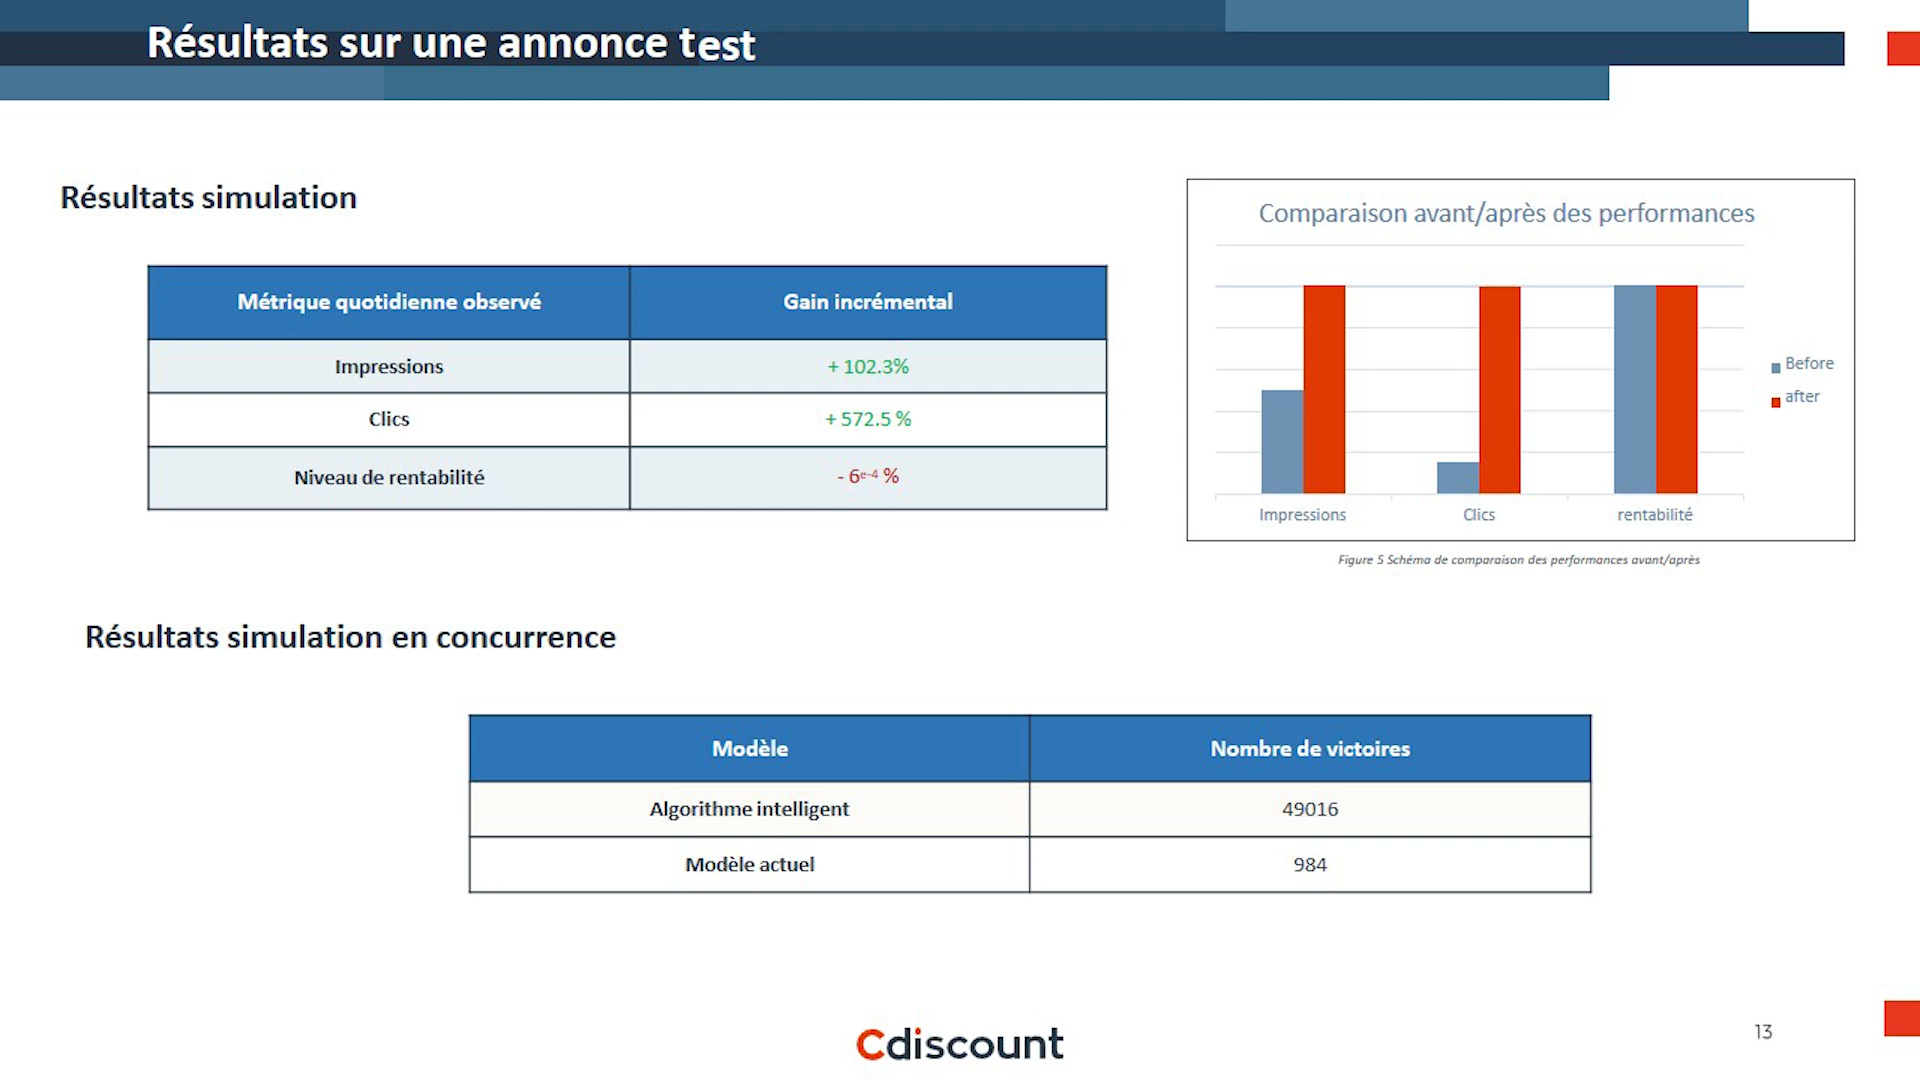 Résultats sur une annonce test
Résultats simulation
Métrique quotidienne observé Gain incrémental
Impressions + 102.3%
Clics + 572.5 %
Niveau de rentabilité - 6e-4 %
Comparaison avant/après des performances
Before
after
Impressions Clics rentabilité
Figure 5 Schéma de comparaison des performances avant/après
Résultats simulation en concurrence
Modèle Nombre de victoires
Algorithme intelligent 49016
Modèle actuel 984
Cdiscount
13